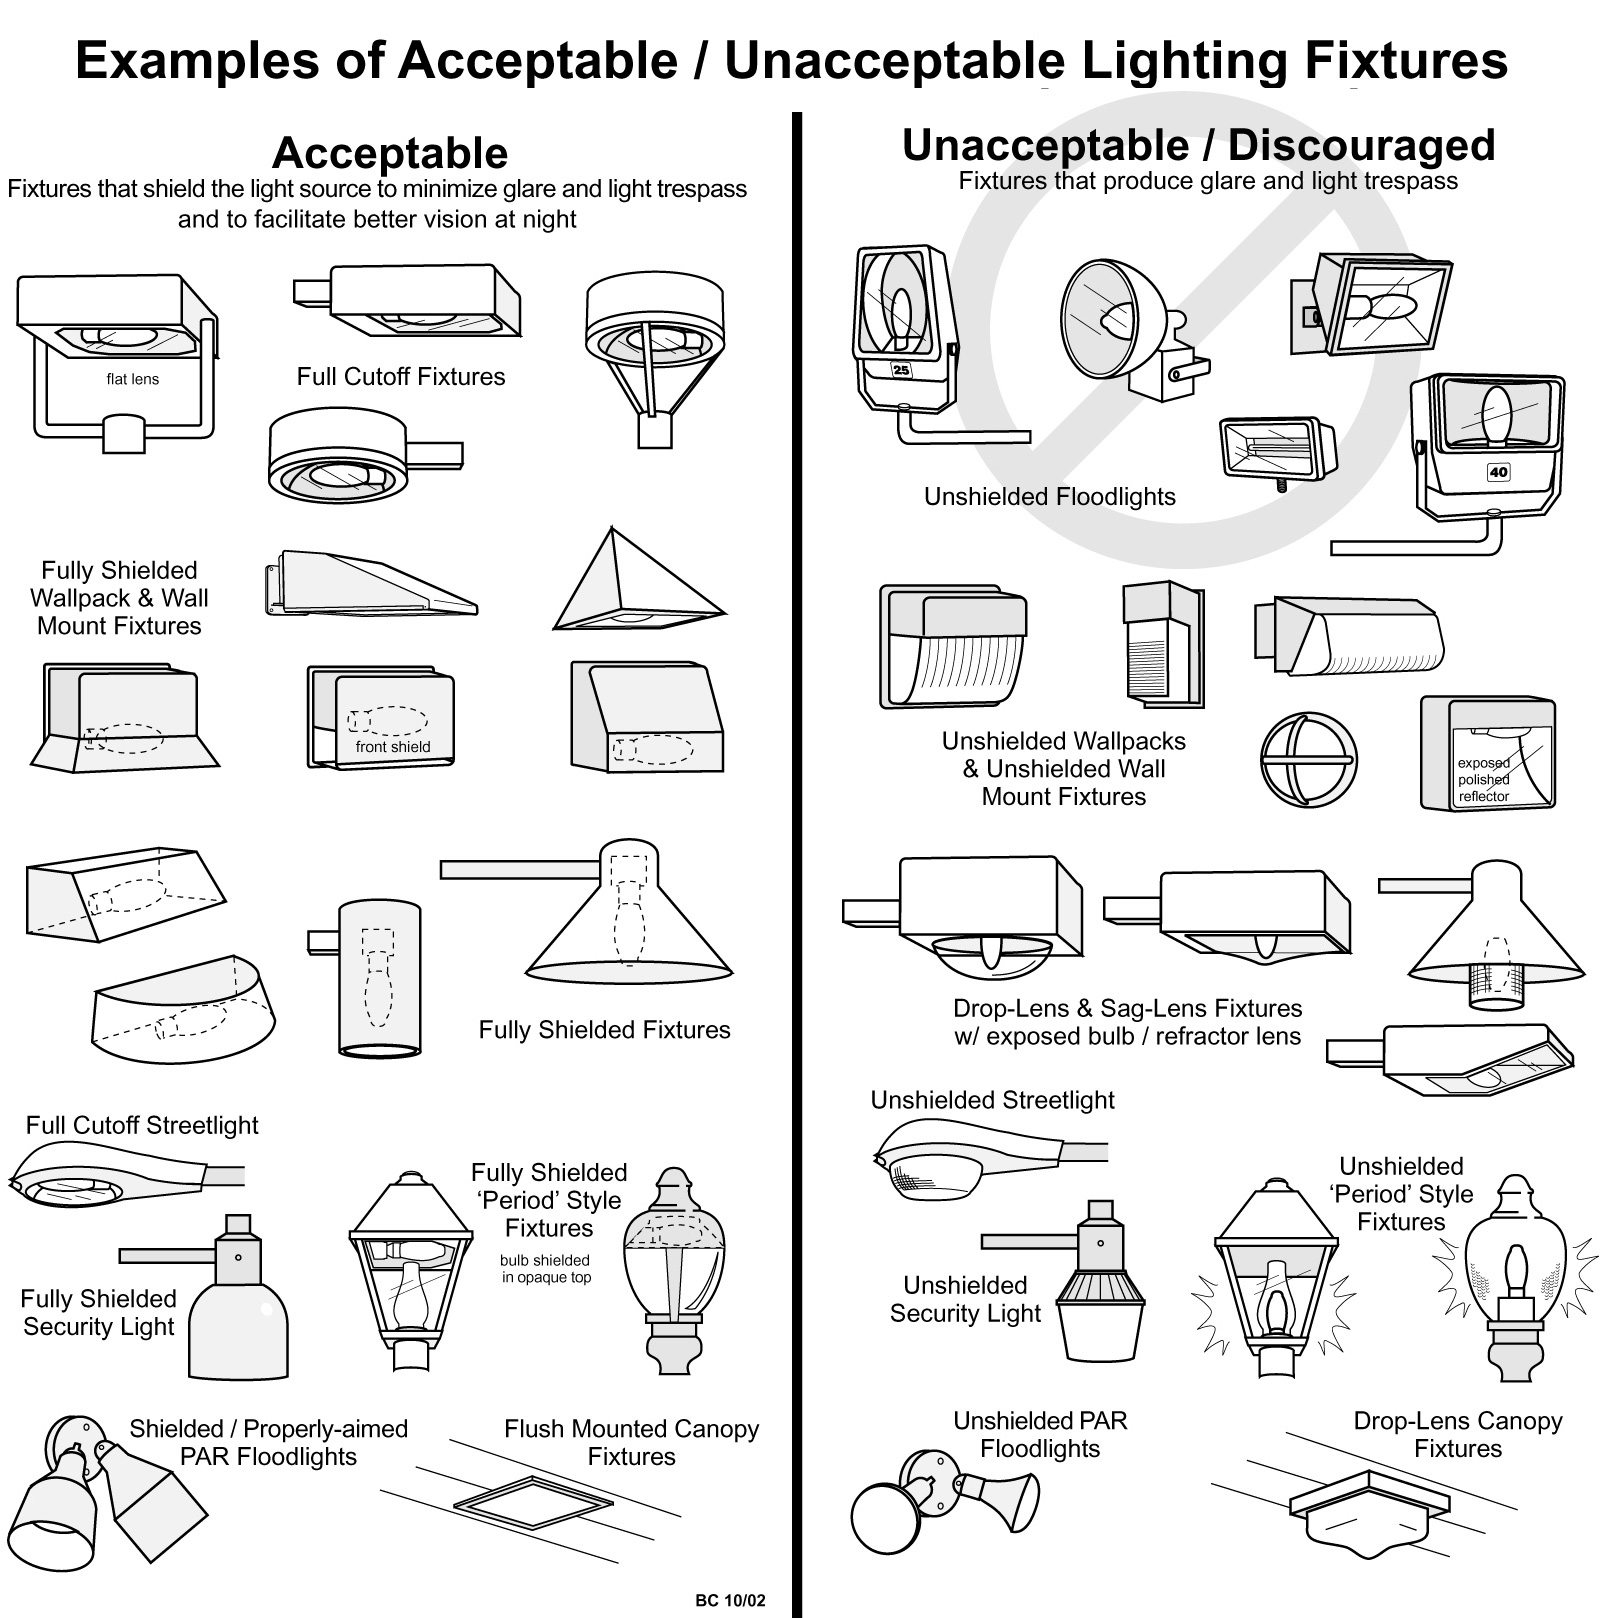 Examples of Acceptable / Unacceptable Lighting Fixtures
Acceptable
Fixtures that shield the light source to minimize glare and light trespass
and to facilitate better vision at night
flat lens
Full Cutoff Fixtures
Fully Shielded
Wallpack & Wall
Mount Fixtures
front shield
Fully Shielded Fixtures
Full Cutoff Streetlight
Fully Shielded
‘Period’ Style
Fixtures
bulb shielded
in opaque top
Fully Shielded
Security Light
Shielded / Properly-aimed
PAR Floodlights
Flush Mounted Canopy
Fixtures
BC 10/02
Unacceptable / Discouraged
Fixtures that produce glare and light trespass
25
40
Unshielded Floodlights
Unshielded Wallpacks
& Unshielded Wall
Mount Fixtures
exposed
polished
reflector
Drop-Lens & Sag-Lens Fixtures
w/ exposed bulb / refractor lens
Unshielded Streetlight
Unshielded
‘Period’ Style
Fixtures
Unshielded
Security Light
Unshielded PAR
Floodlights
Drop-Lens Canopy
Fixtures